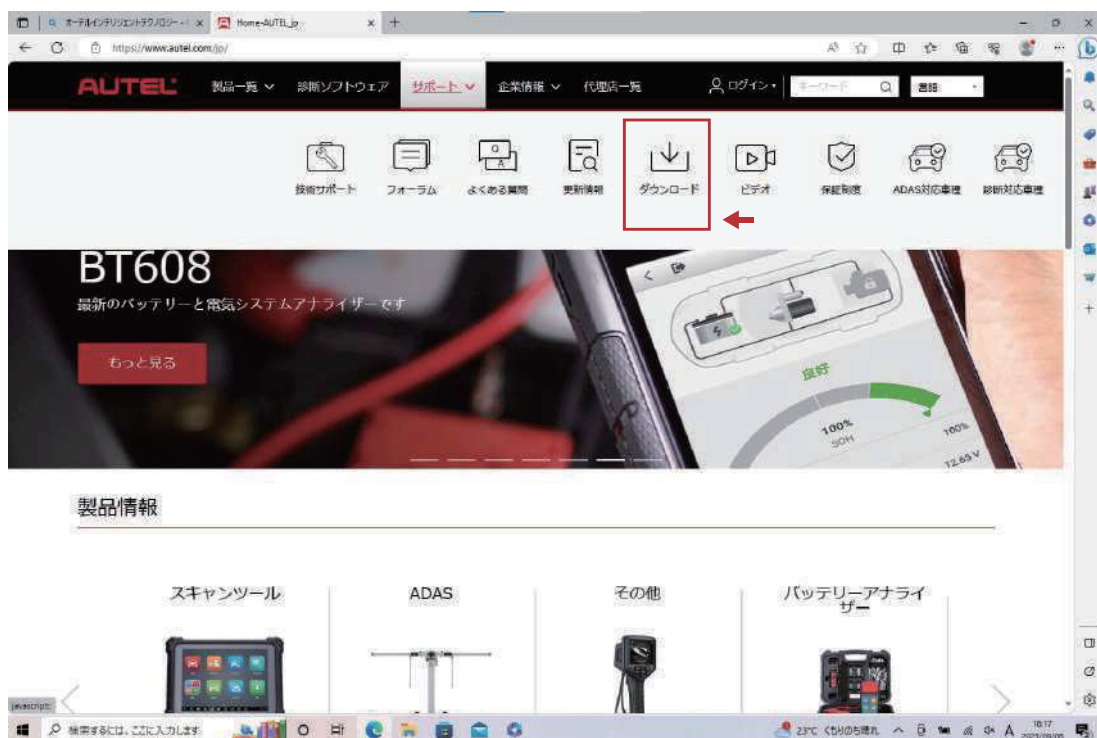 オーテルインテリジェントテクノロジー - 
Home-AUTEL_jp
https://www.autel.com/jp/
AUTEL
製品一覧
診断ソフトウェア
サポート
企業情報
代理店一覧
ログイン
キーワード
言語
技術サポート
フォーラム
よくある質問
更新情報
ダウンロード
ビデオ
保証制度
ADAS対応車種
診断対応車種
BT608
最新のバッテリーと電気システムアナライザーです
もっと見る
良好
100%
SOH
100%
12.69 V
製品情報
スキャンツール
ADAS
その他
バッテリーアナライ
ザー
javascript:
検索するには、ここに入力します
23°C くもりのち晴れ
A
18:17